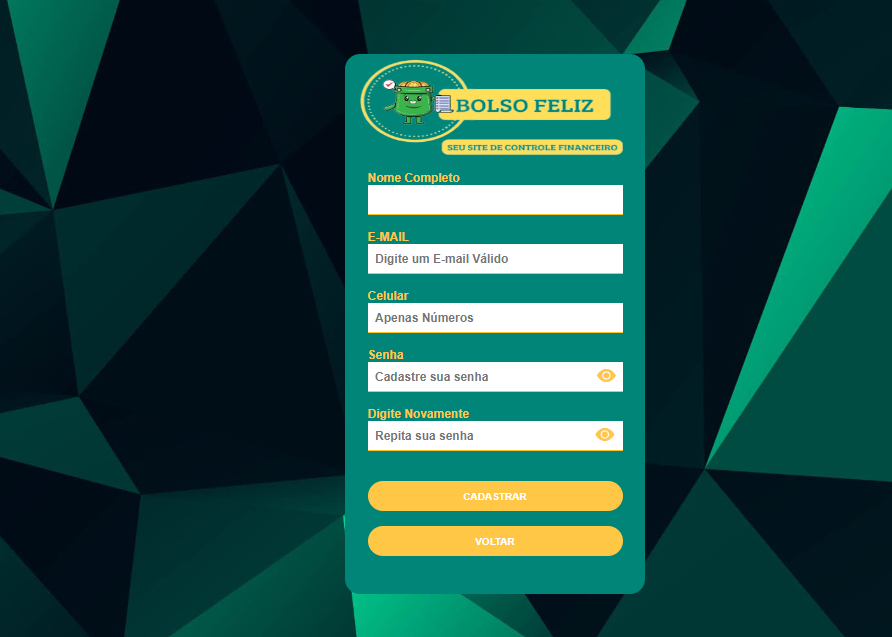 BOLSO FELIZ
SEU SITE DE CONTROLE FINANCEIRO
Nome Completo
E-MAIL
Digite um E-mail Válido
Celular
Apenas Números
Senha
Cadastre sua senha
Digite Novamente
Repita sua senha
CADASTRAR
VOLTAR